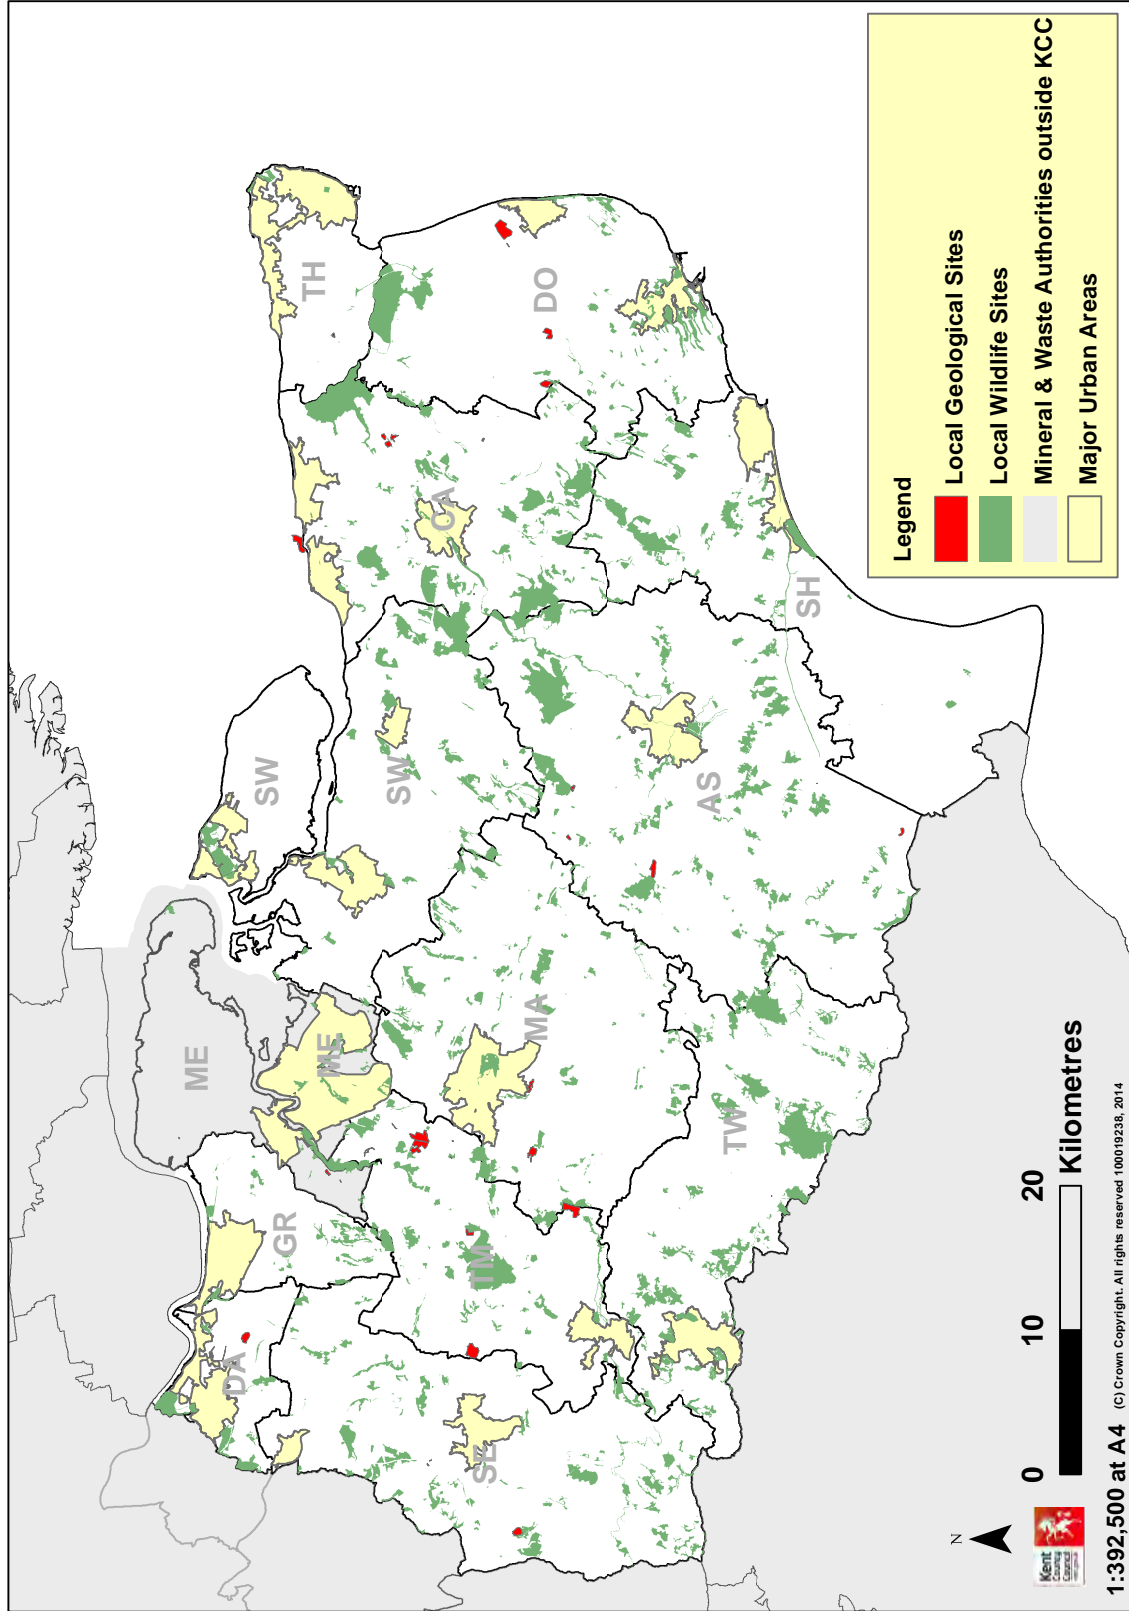 TH
DO
CA
SH
SW
SW
AS
ME
ME
MA
TW
GR
TM
DA
SE
Legend
Local Geological Sites
Local Wildlife Sites
Mineral & Waste Authorities outside KCC
Major Urban Areas
N
0 10 20
Kilometres
Kent
County
Council
1:392,500 at A4 (C) Crown Copyright. All rights reserved 100019238, 2014